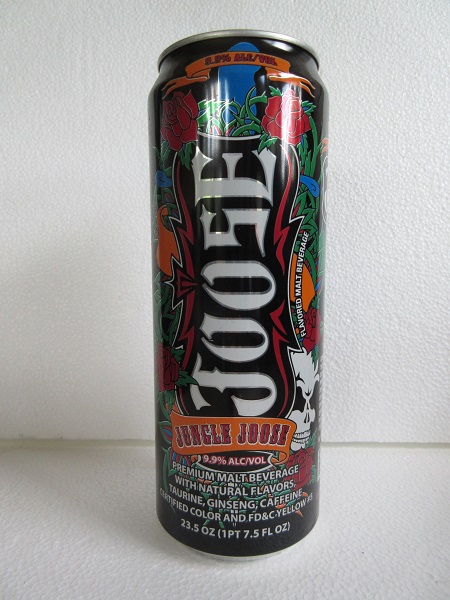 9.9% ALC/VOL
JOOSE
FLAVORED MALT BEVERAGE
JUNGLE JOOSE
9.9% ALC/VOL
PREMIUM MALT BEVERAGE
WITH NATURAL FLAVORS,
TAURINE, GINSENG, CAFFEINE,
CERTIFIED COLOR AND FD&C YELLOW #5
23.5 OZ (1PT 7.5 FL OZ)